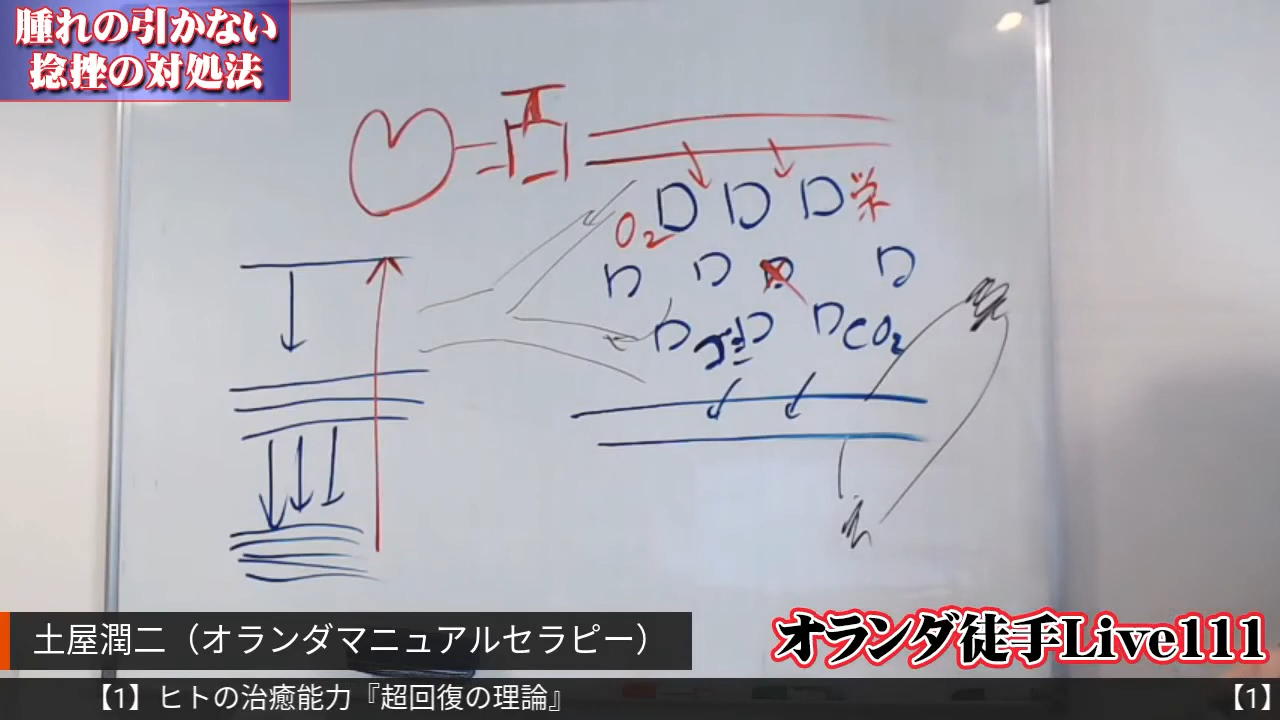 腫れの引かない
捻挫の対処法
O₂
栄
CO₂
土屋潤二（オランダマニュアルセラピー）
オランダ徒手Live111
【1】ヒトの治癒能力『超回復の理論』
【1】